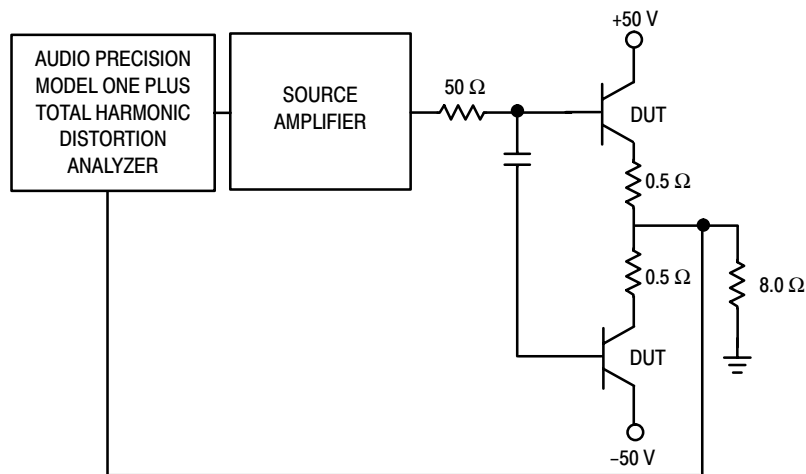 +50 V
AUDIO PRECISION
MODEL ONE PLUS
TOTAL HARMONIC
DISTORTION
ANALYZER
SOURCE
AMPLIFIER
50 Ω
DUT
0.5 Ω
0.5 Ω
8.0 Ω
DUT
–50 V